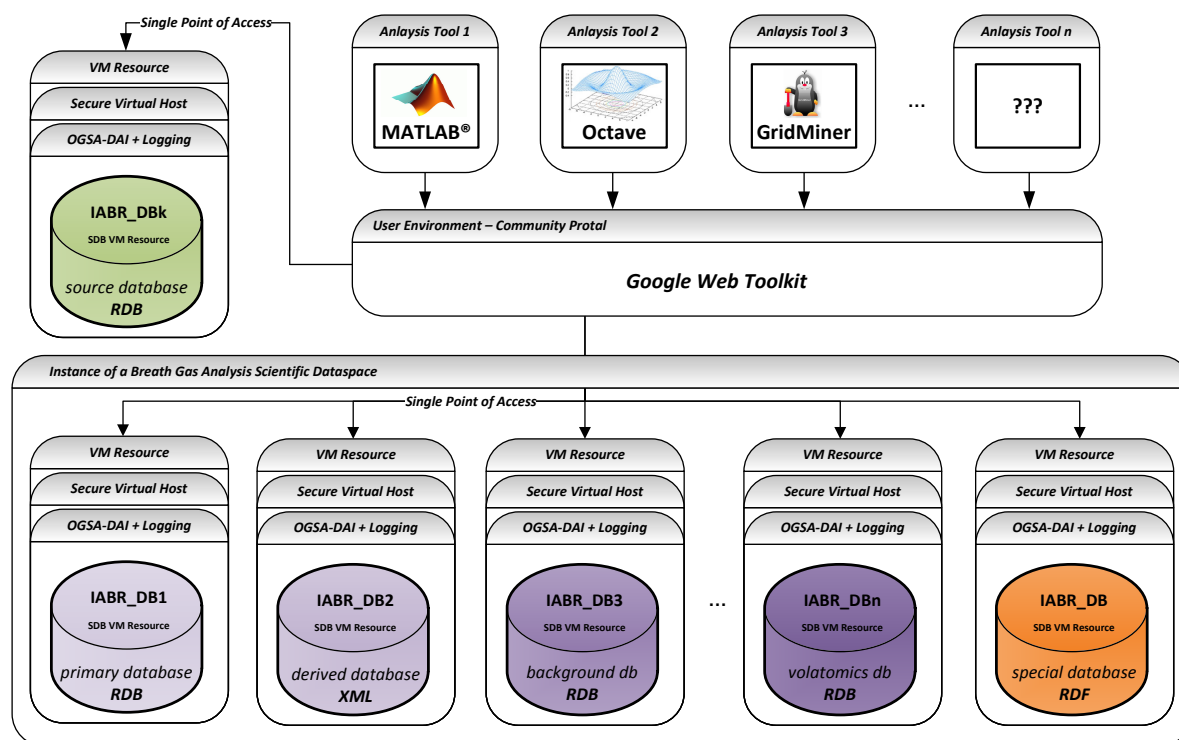 Single Point of Access
VM Resource
Secure Virtual Host
OGSA-DAI + Logging
IABR_DBk
SDB VM Resource
source database
RDB
Anlaysis Tool 1
MATLAB®
Anlaysis Tool 2
Octave
Anlaysis Tool 3
GridMiner
...
Anlaysis Tool n
???
User Environment – Community Protal
Google Web Toolkit
Instance of a Breath Gas Analysis Scientific Dataspace
Single Point of Access
VM Resource
Secure Virtual Host
OGSA-DAI + Logging
IABR_DB1
SDB VM Resource
primary database
RDB
VM Resource
Secure Virtual Host
OGSA-DAI + Logging
IABR_DB2
SDB VM Resource
derived database
XML
VM Resource
Secure Virtual Host
OGSA-DAI + Logging
IABR_DB3
SDB VM Resource
background db
RDB
...
VM Resource
Secure Virtual Host
OGSA-DAI + Logging
IABR_DBn
SDB VM Resource
volatomics db
RDB
VM Resource
Secure Virtual Host
OGSA-DAI + Logging
IABR_DB
SDB VM Resource
special database
RDF